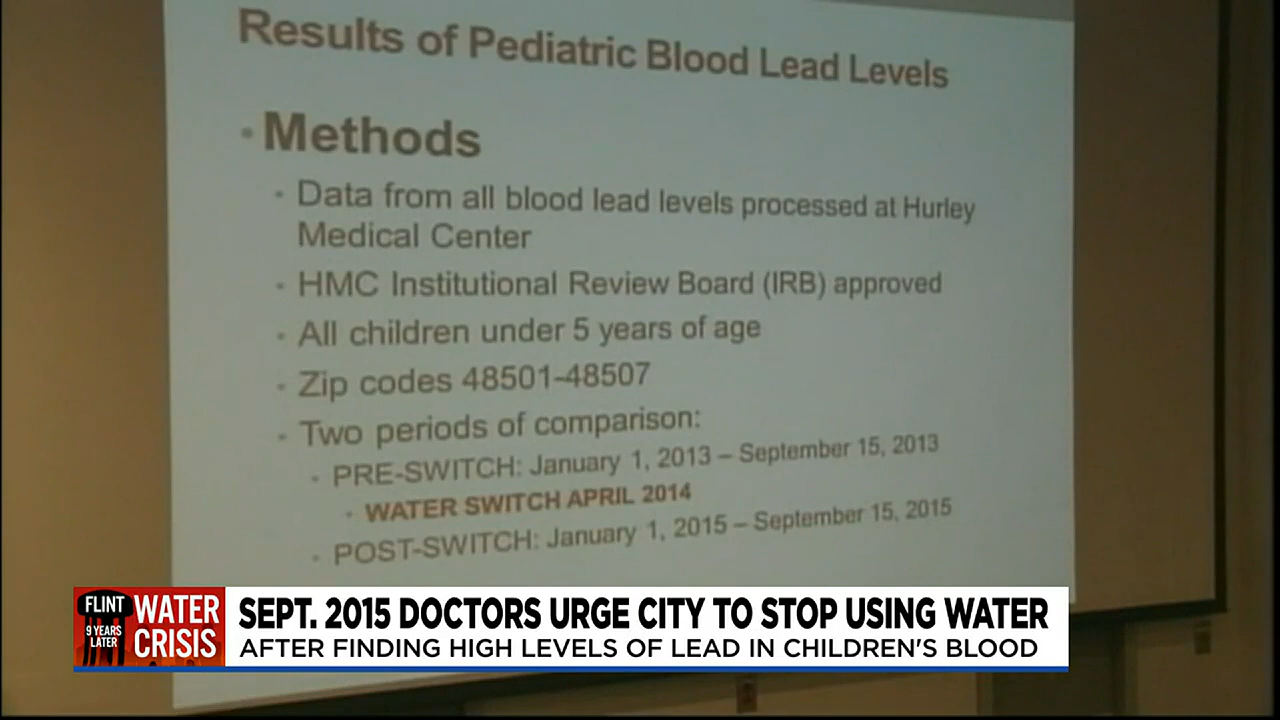 Results of Pediatric Blood Lead Levels
• Methods
• Data from all blood lead levels processed at Hurley
Medical Center
• HMC Institutional Review Board (IRB) approved
• All children under 5 years of age
• Zip codes 48501-48507
• Two periods of comparison:
• PRE-SWITCH: January 1, 2013 – September 15, 2013
• WATER SWITCH APRIL 2014
• POST-SWITCH: January 1, 2015 – September 15, 2015
FLINT
9 YEARS
LATER
WATER
CRISIS
SEPT. 2015 DOCTORS URGE CITY TO STOP USING WATER
AFTER FINDING HIGH LEVELS OF LEAD IN CHILDREN'S BLOOD